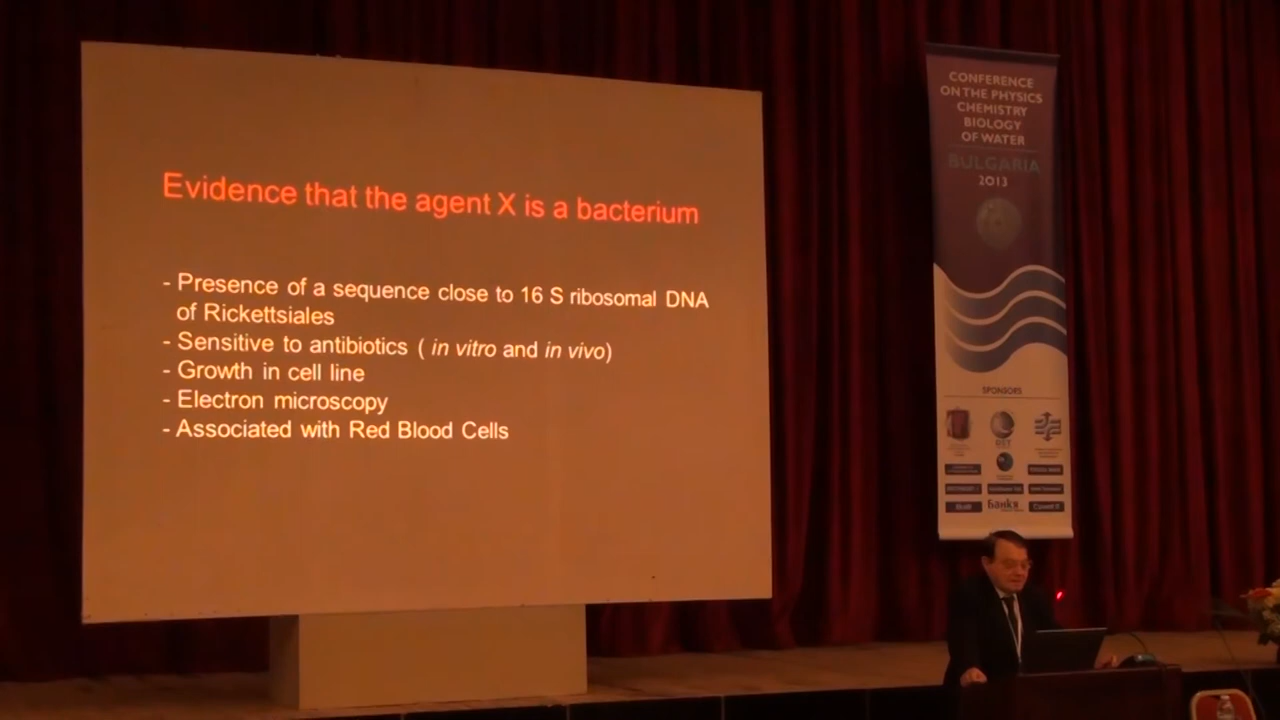 Evidence that the agent X is a bacterium
- Presence of a sequence close to 16 S ribosomal DNA
of Rickettsiales
- Sensitive to antibiotics ( in vitro and in vivo)
- Growth in cell line
- Electron microscopy
- Associated with Red Blood Cells
CONFERENCE
ON THE PHYSICS
CHEMISTRY
BIOLOGY
OF WATER
BULGARIA
2013
SPONSORS
Банкя